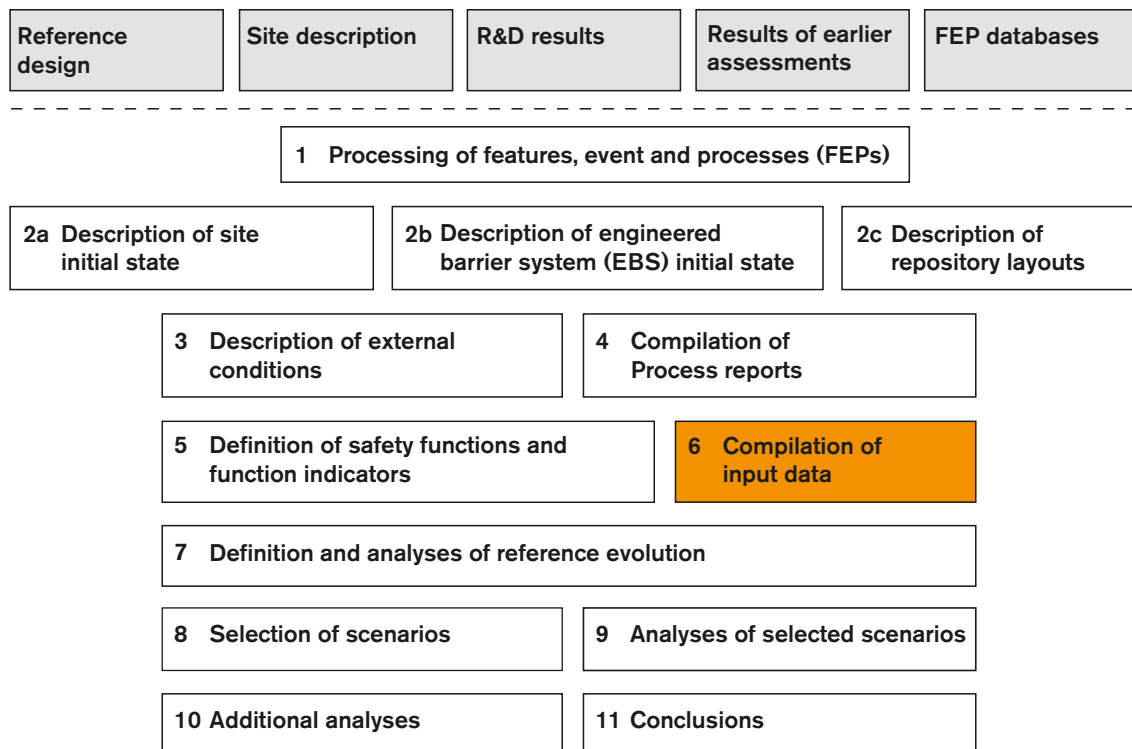 Reference
design
Site description
R&D results
Results of earlier
assessments
FEP databases
1 Processing of features, event and processes (FEPs)
2a Description of site
initial state
2b Description of engineered
barrier system (EBS) initial state
2c Description of
repository layouts
3 Description of external
conditions
4 Compilation of
Process reports
5 Definition of safety functions and
function indicators
6 Compilation of
input data
7 Definition and analyses of reference evolution
8 Selection of scenarios
9 Analyses of selected scenarios
10 Additional analyses
11 Conclusions